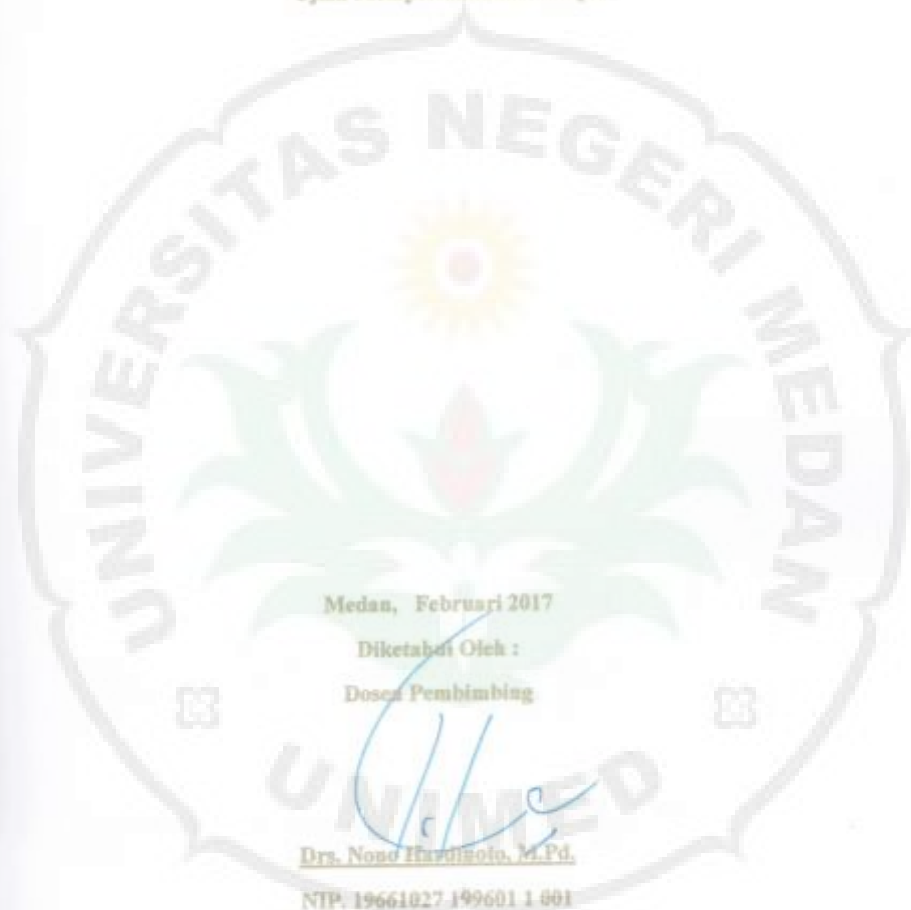 UNIVERSITAS NEGERI MEDAN
Medan, Februari 2017
Diketahui Oleh :
Dosen Pembimbing
UNIMED
Drs. Nono Hardinoto, M.Pd.
NIP. 19661027 199601 1 001